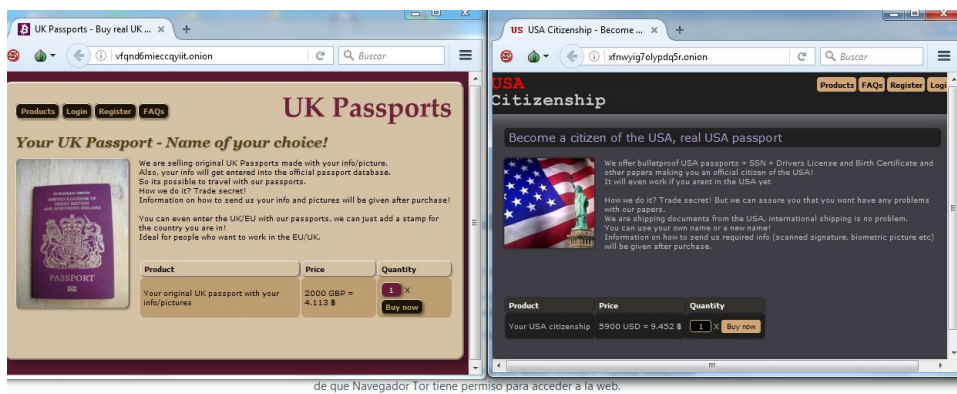 UK Passports - Buy real UK ... × +
vfqnd6mieccqyiit.onion
Buscar
Products Login Register FAQs
UK Passports
Your UK Passport - Name of your choice!
We are selling original UK Passports made with your info/picture.
Also, your info will get entered into the official passport database.
So its possible to travel with our passports.
How we do it? Trade secret!
Information on how to send us your info and pictures will be given after purchase!
You can even enter the UK/EU with our passports, we can just add a stamp for
the country you are in!
Ideal for people who want to work in the EU/UK.
EUROPEAN UNION
UNITED KINGDOM OF
GREAT BRITAIN
AND NORTHERN IRELAND
PASSPORT
Product Price Quantity
Your original UK passport with your
info/pictures
2000 GBP =
4.113 ฿
1 X
Buy now
US USA Citizenship - Become ... × +
xfnwyig7olypdq5r.onion
Buscar
USA
Citizenship
Products FAQs Register Logi
Become a citizen of the USA, real USA passport
We offer bulletproof USA passports + SSN + Drivers License and Birth Certificate and
other papers making you an official citizen of the USA!
It will even work if you arent in the USA yet
How we do it? Trade secret! But we can assure you that you wont have any problems
with our papers.
We are shipping documents from the USA, international shipping is no problem.
You can use your own name or a new name!
Information on how to send us required info (scanned signature, biometric picture etc)
will be given after purchase.
Product Price Quantity
Your USA citizenship 5900 USD = 9.452 ฿ 1 X Buy now
de que Navegador Tor tiene permiso para acceder a la web.